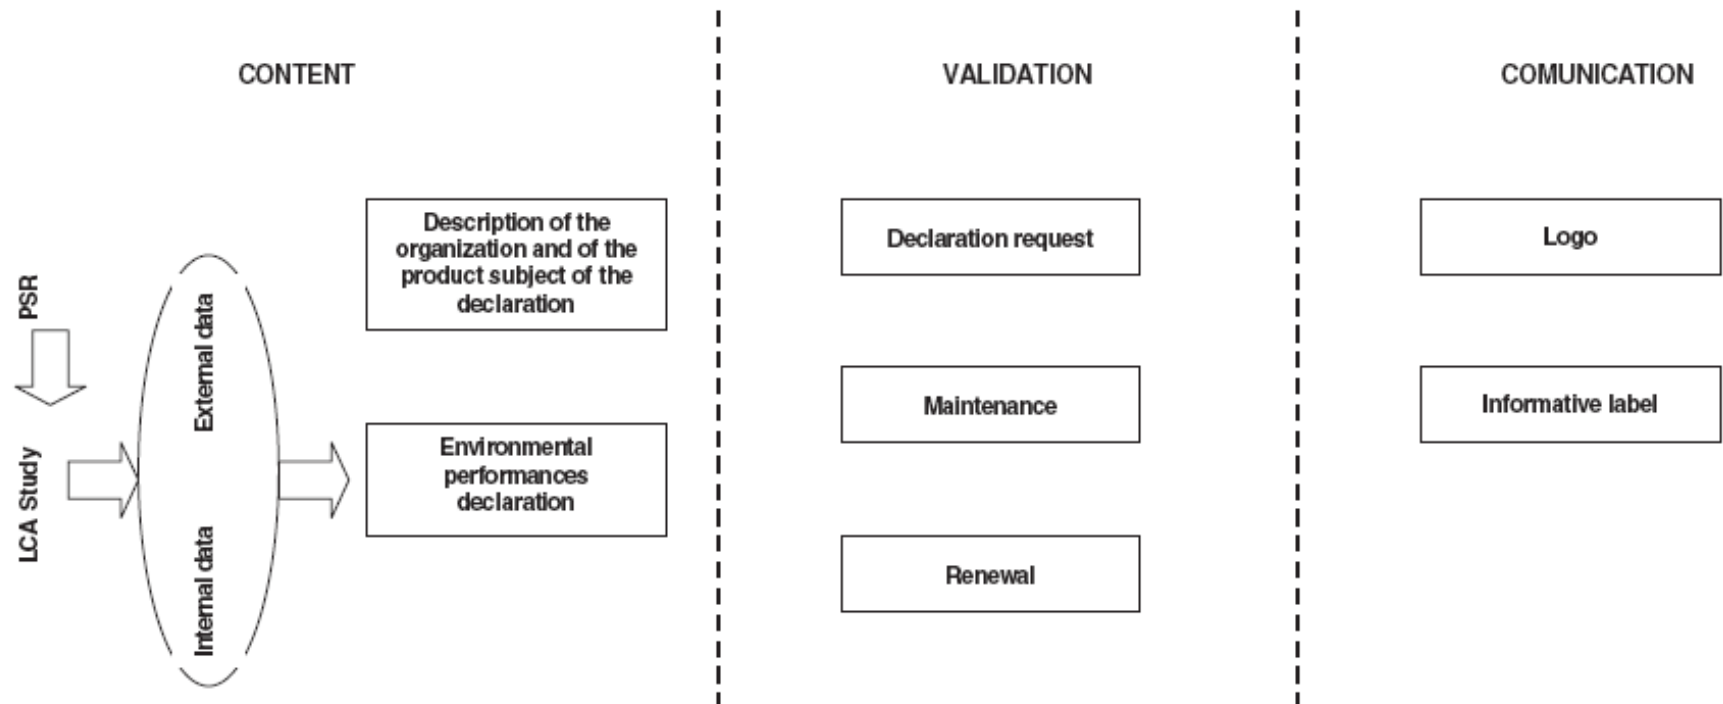 CONTENT
VALIDATION
COMUNICATION
PSR
LCA Study
External data
Internal data
Description of the
organization and of the
product subject of the
declaration
Environmental
performances
declaration
Declaration request
Maintenance
Renewal
Logo
Informative label